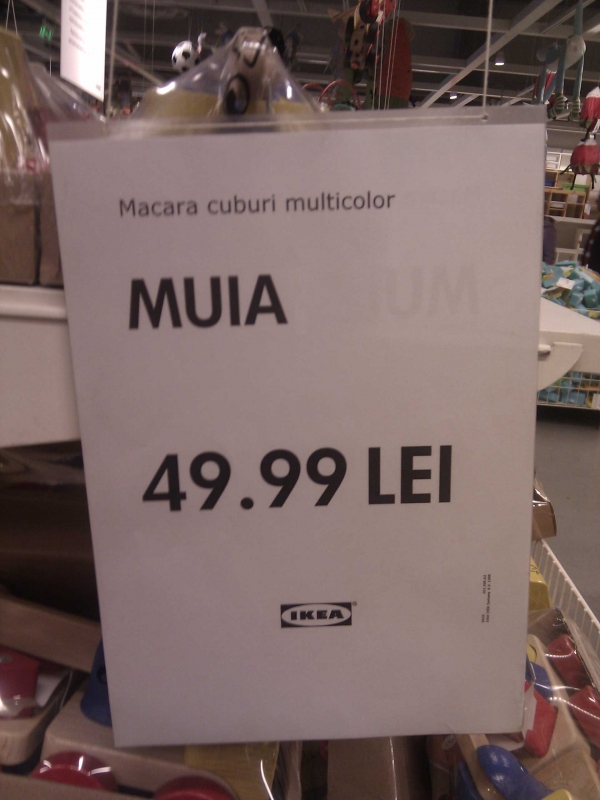 Macara cuburi multicolor
MUIA
49.99 LEI
IKEA